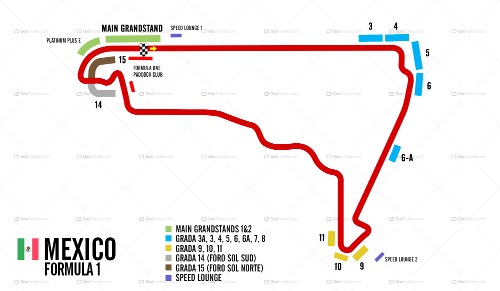 MAIN GRANDSTAND
SPEED LOUNGE 1
PLATINUM PLUS 2
3
4
5
6
15
FORMULA ONE
PADDOCK CLUB
14
6-A
11
10
9
SPEED LOUNGE 2
MAIN GRANDSTANDS 1&2
GRADA 3A, 3, 4, 5, 6, 6A, 7, 8
GRADA 9, 10, 11
GRADA 14 (FORO SOL SUD)
GRADA 15 (FORO SOL NORTE)
SPEED LOUNGE
MEXICO
FORMULA 1